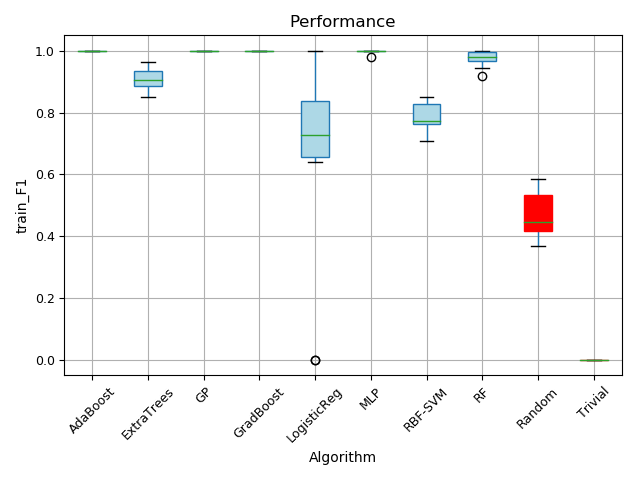 Performance
train_F1
1.0
0.8
0.6
0.4
0.2
0.0
AdaBoost
ExtraTrees
GP
GradBoost
LogisticReg
MLP
RBF-SVM
RF
Random
Trivial
Algorithm